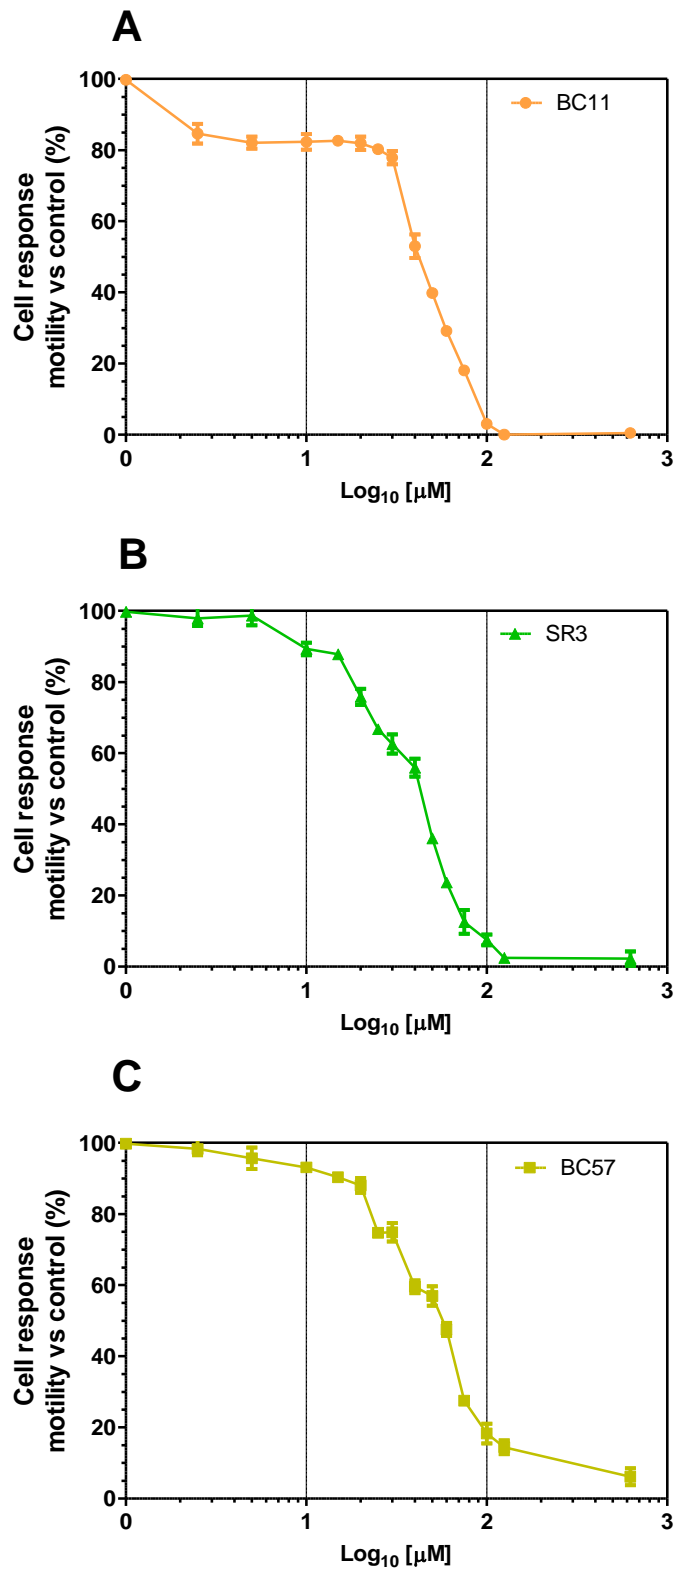 A
BC11
Cell response
motility vs control (%)
100
80
60
40
20
0
0 1 2 3
Log₁₀ [μM]
B
SR3
Cell response
motility vs control (%)
100
80
60
40
20
0
0 1 2 3
Log₁₀ [μM]
C
BC57
Cell response
motility vs control (%)
100
80
60
40
20
0
0 1 2 3
Log₁₀ [μM]